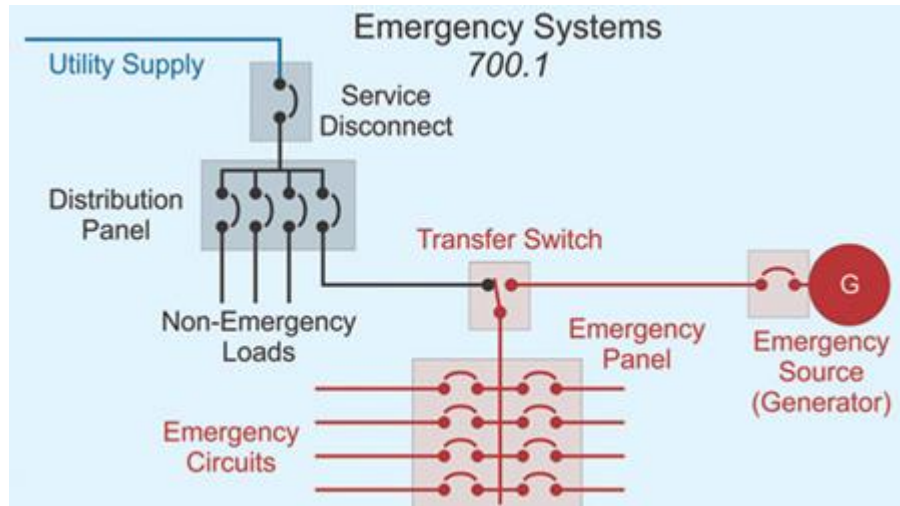 Emergency Systems
700.1
Utility Supply
Service
Disconnect
Distribution
Panel
Transfer Switch
G
Non-Emergency
Loads
Emergency
Panel
Emergency
Source
(Generator)
Emergency
Circuits